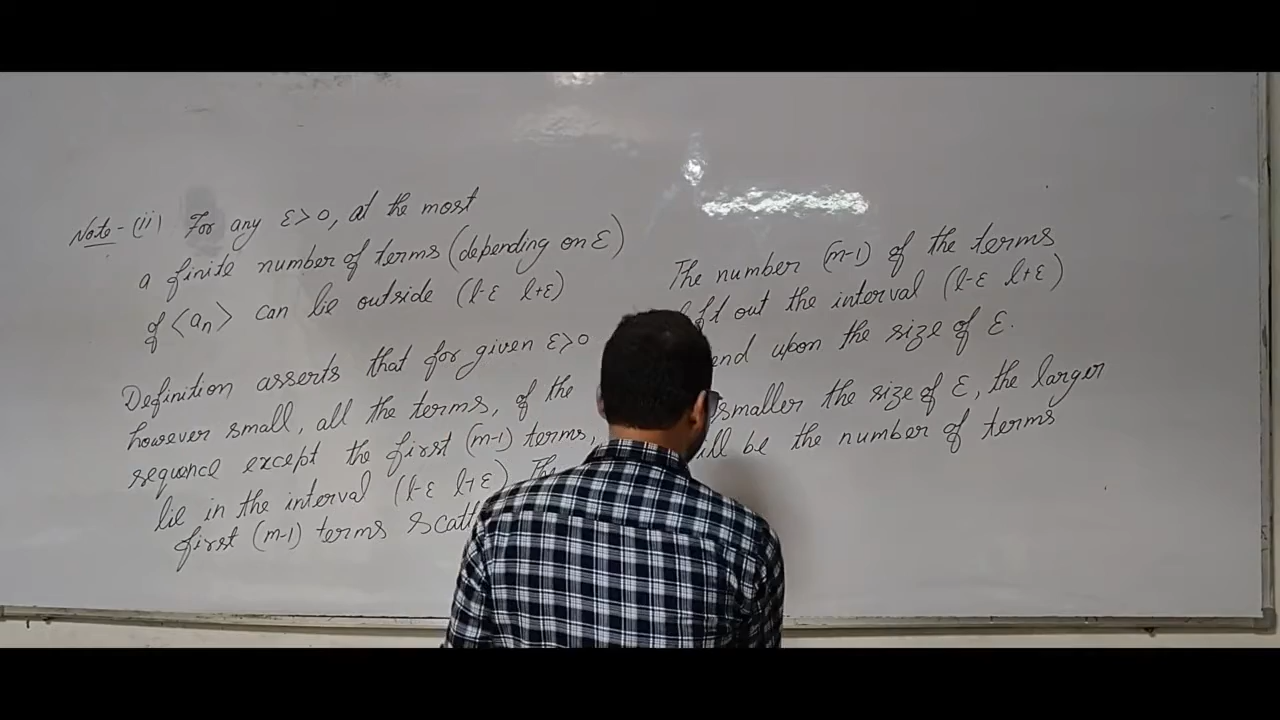 Note - (ii) For any ε>0, at the most
a finite number of terms (depending on ε)
of <an> can lie outside (l-ε l+ε)
Definition asserts that for given ε>0
however small, all the terms, of the
sequence except the first (m-1) terms,
lie in the interval (l-ε l+ε)
first (m-1) terms
The number (m-1) of the terms
out the interval (l-ε l+ε)
upon the size of ε.
smaller the size of ε, the larger
be the number of terms